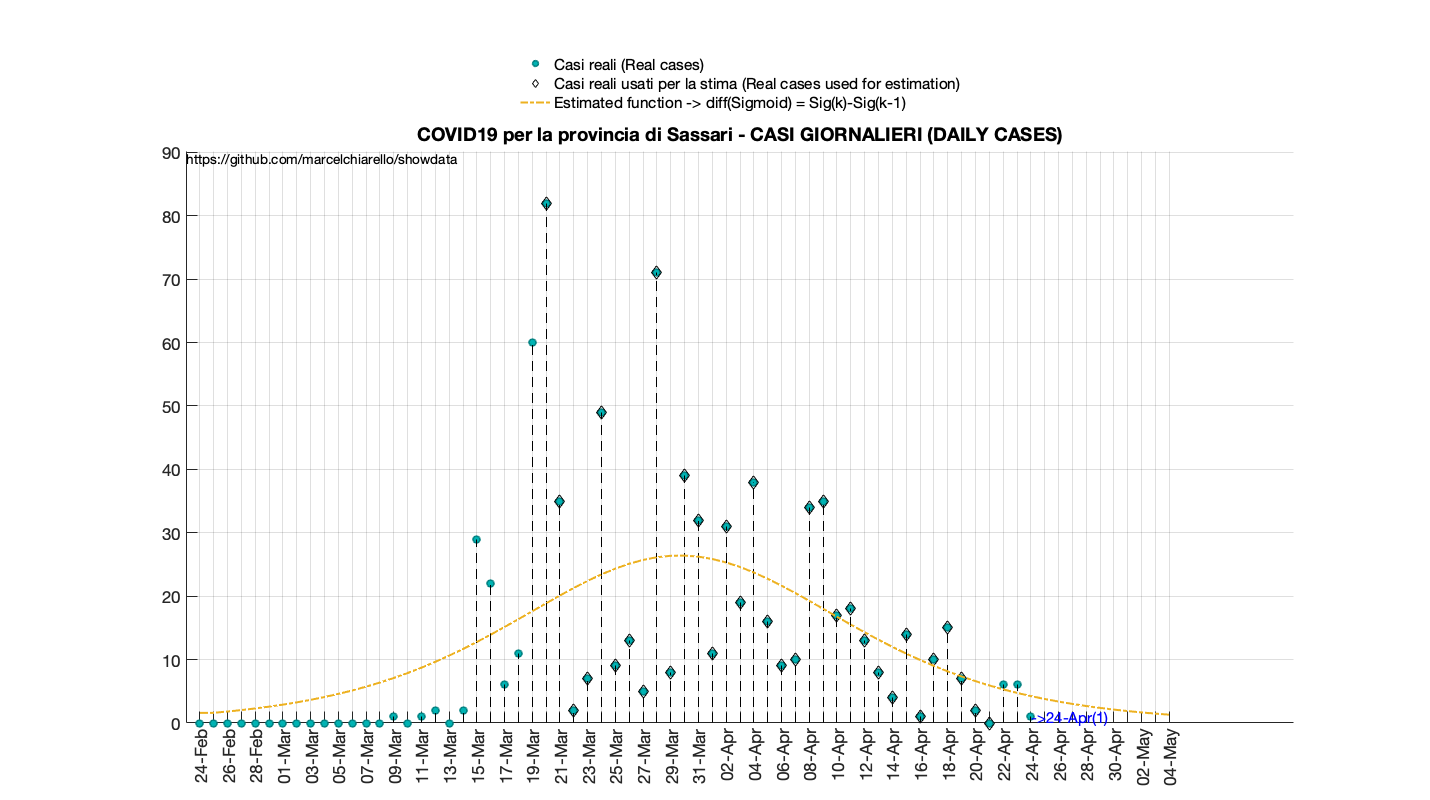 Casi reali (Real cases)
Casi reali usati per la stima (Real cases used for estimation)
Estimated function -> diff(Sigmoid) = Sig(k)-Sig(k-1)
COVID19 per la provincia di Sassari - CASI GIORNALIERI (DAILY CASES)
https://github.com/marcelchiarello/showdata
90
80
70
60
50
40
30
20
10
0
->24-Apr(1)
24-Feb
26-Feb
28-Feb
01-Mar
03-Mar
05-Mar
07-Mar
09-Mar
11-Mar
13-Mar
15-Mar
17-Mar
19-Mar
21-Mar
23-Mar
25-Mar
27-Mar
29-Mar
31-Mar
02-Apr
04-Apr
06-Apr
08-Apr
10-Apr
12-Apr
14-Apr
16-Apr
18-Apr
20-Apr
22-Apr
24-Apr
26-Apr
28-Apr
30-Apr
02-May
04-May